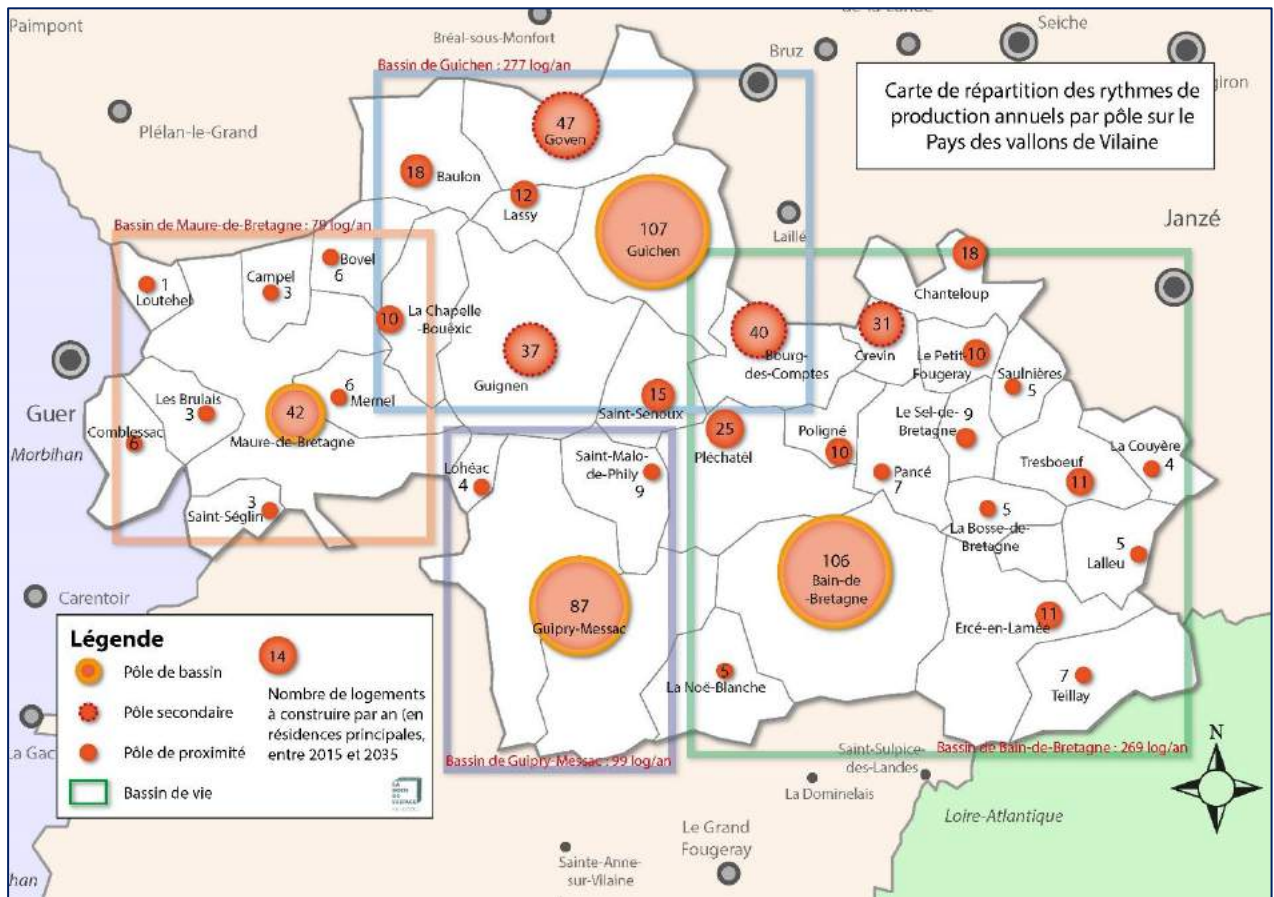 Paimpont
de-la-Lande
Seiche
Bréal-sous-Monfort
Bruz
giron
Carte de répartition des rythmes de
production annuels par pôle sur le
Pays des vallons de Vilaine
Bassin de Guichen : 277 log/an
Plélan-le-Grand
47
Goven
18
Baulon
12
Lassy
107
Guichen
Laillé
Janzé
Bassin de Maure-de-Bretagne : 79 log/an
Bovel
6
1
Loutehel
Campel
3
18
Chanteloup
La Chapelle
-Bouëxic
10
37
Guignen
40
Bourg-
des-Comptes
31
Crevin
Le Petit-
Fougeray
10
Saulnières
5
Guer
Morbihan
Les Brulais
3
6
Mernel
42
Maure-de-Bretagne
Comblessac
6
15
Saint-Senoux
25
Pléchatél
Poligné
10
Le Sel-de-
Bretagne
9
La Couyère
4
Tresboeuf
11
Pancé
7
Lohéac
4
Saint-Malo-
de-Phily
9
3
Saint-Séglin
5
La Bosse-de-
Bretagne
5
Lalleu
106
Bain-de
-Bretagne
87
Guipry-Messac
11
Ercé-en-Lamée
7
Teillay
5
La Noë-Blanche
Carentoir
La Gac
Légende
Pôle de bassin
Pôle secondaire
Pôle de proximité
Bassin de vie
14
Nombre de logements
à construire par an (en
résidences principales,
entre 2015 et 2035
Bassin de Guipry-Messac : 99 log/an
Bassin de Bain-de-Bretagne : 269 log/an
Saint-Sulpice
-des-Landes
La Dominelais
N
Loire-Atlantique
Le Grand
Fougeray
Sainte-Anne-
sur-Vilaine
han